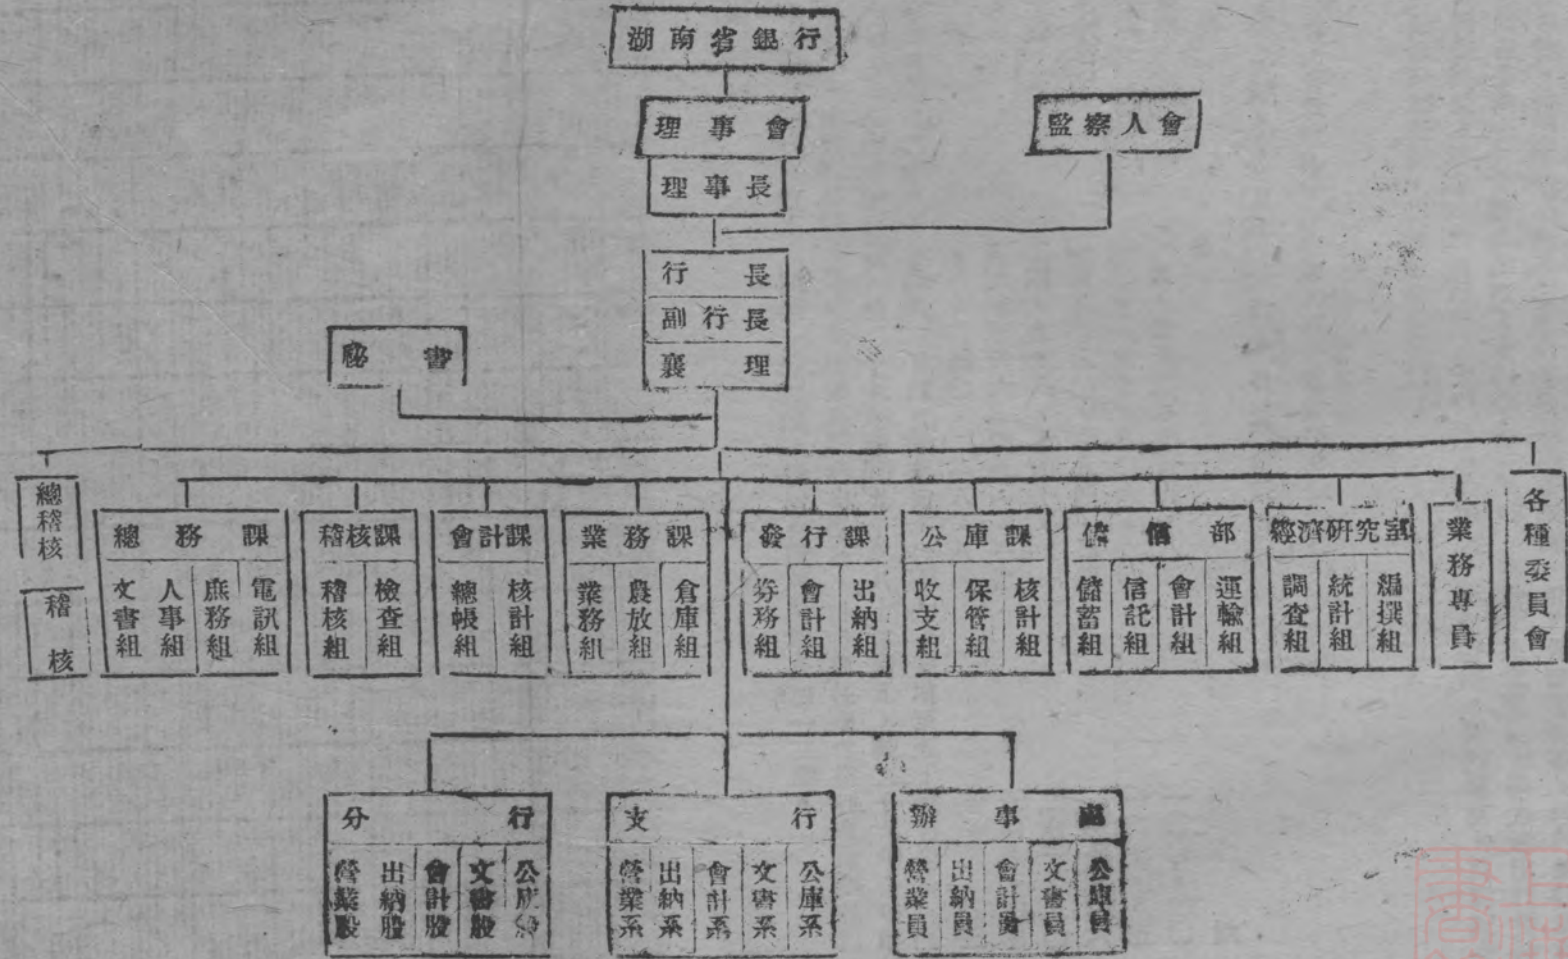 湖南省銀行
理事會
監察人會
理事長
行長
副行長
襄理
秘書
總稽核
稽核
總務課
文書組
人事組
庶務組
電訊組
稽核課
稽核組
檢查組
會計課
總帳組
核計組
業務課
業務組
農放組
倉庫組
發行課
券務組
會計組
出納組
公庫課
收支組
保管組
核計組
部
儲蓄組
信託組
會計組
運輸組
經濟研究室
調查組
統計組
編撰組
業務專員
各種委員會
分行
營業股
出納股
會計股
文書股
公庫
支行
營業系
出納系
會計系
文書系
公庫系
辦事處
營業員
出納員
會計員
文書員
公庫員